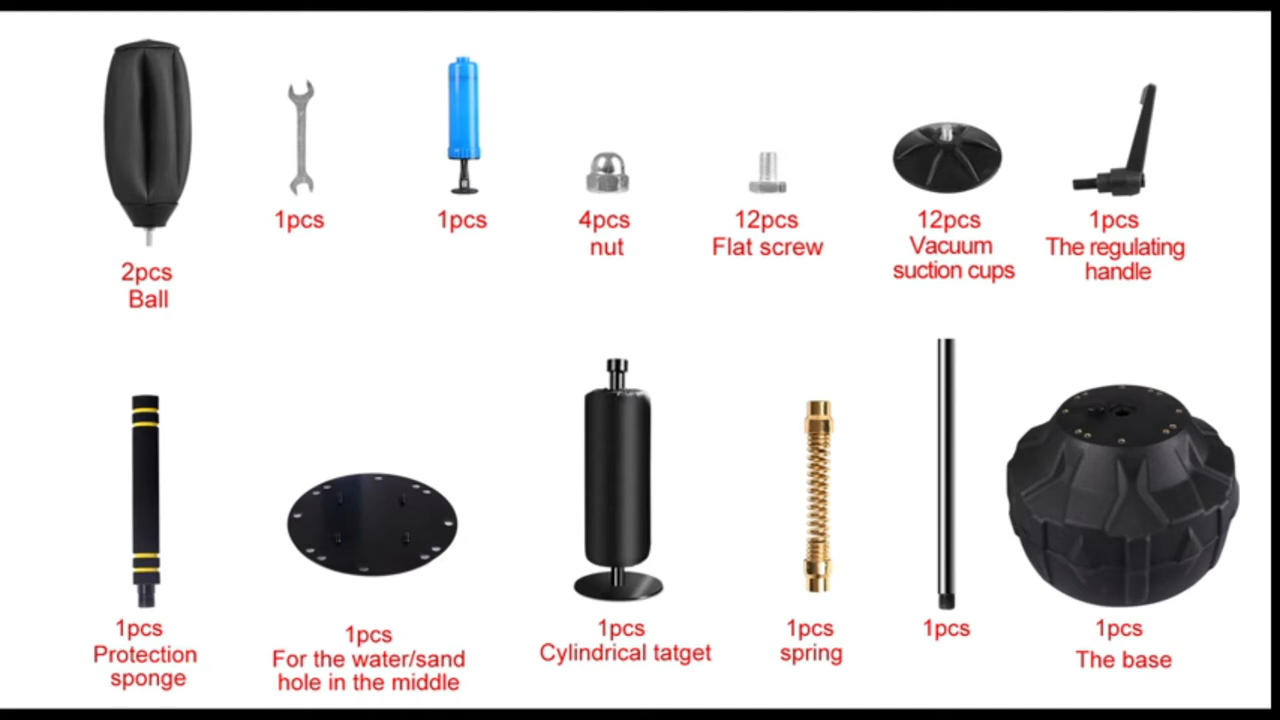 2pcs
Ball
1pcs
1pcs
4pcs
nut
12pcs
Flat screw
12pcs
Vacuum
suction cups
1pcs
The regulating
handle
1pcs
Protection
sponge
1pcs
For the water/sand
hole in the middle
1pcs
Cylindrical tatget
1pcs
spring
1pcs
1pcs
The base